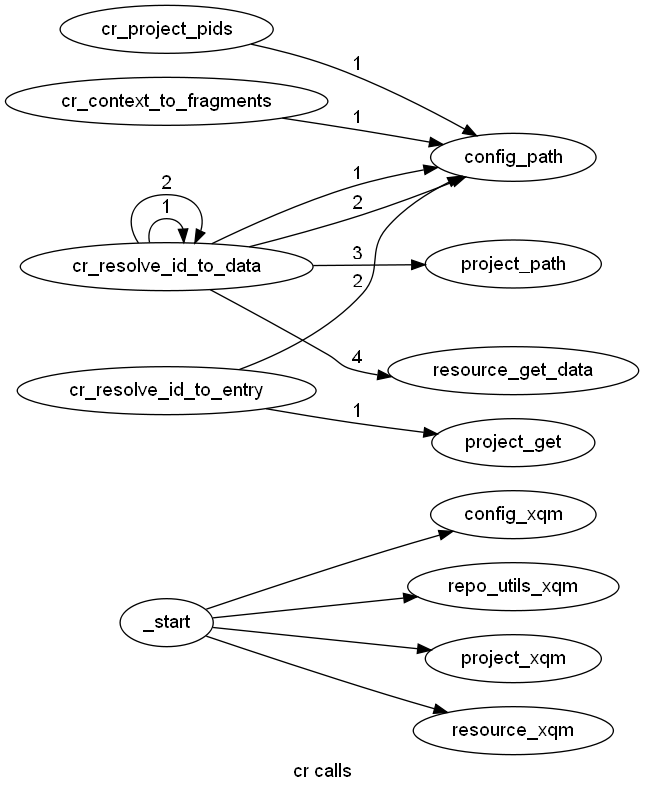 cr_project_pids
1
cr_context_to_fragments
1
config_path
2
1
1
2
cr_resolve_id_to_data
3
project_path
2
4
resource_get_data
cr_resolve_id_to_entry
1
project_get
config_xqm
repo_utils_xqm
_start
project_xqm
resource_xqm
cr calls